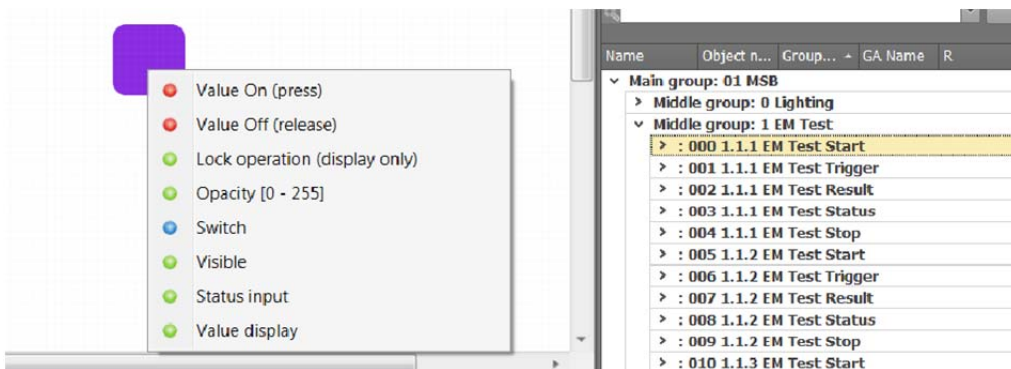 Value On (press)
Value Off (release)
Lock operation (display only)
Opacity [0 - 255]
Switch
Visible
Status input
Value display
Name Object n... Group... GA Name R
Main group: 01 MSB
Middle group: 0 Lighting
Middle group: 1 EM Test
: 000 1.1.1 EM Test Start
: 001 1.1.1 EM Test Trigger
: 002 1.1.1 EM Test Result
: 003 1.1.1 EM Test Status
: 004 1.1.1 EM Test Stop
: 005 1.1.2 EM Test Start
: 006 1.1.2 EM Test Trigger
: 007 1.1.2 EM Test Result
: 008 1.1.2 EM Test Status
: 009 1.1.2 EM Test Stop
: 010 1.1.3 EM Test Start